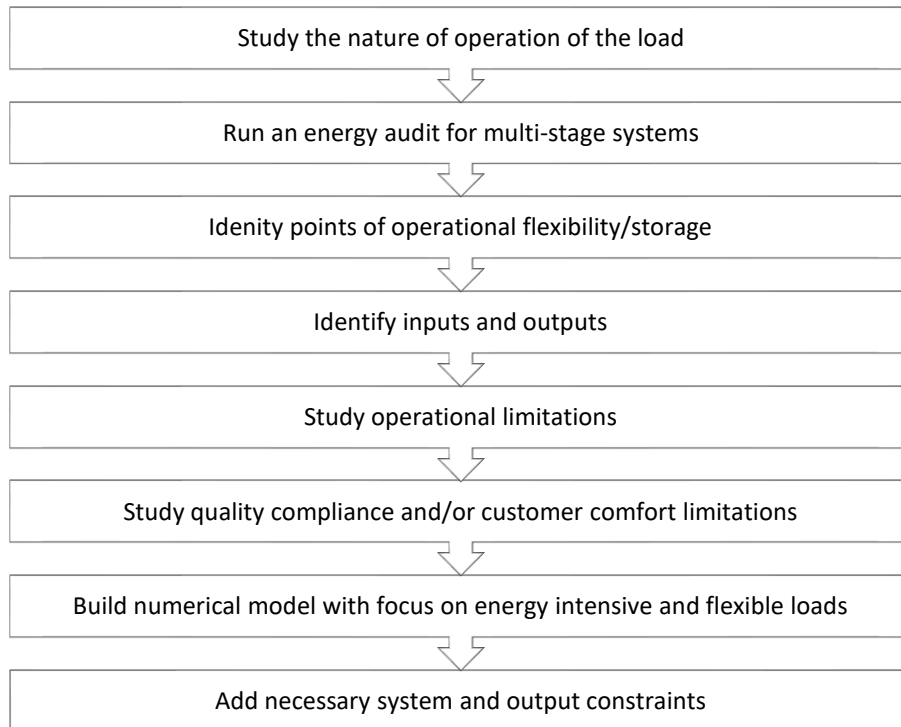 Study the nature of operation of the load
Run an energy audit for multi-stage systems
Idenity points of operational flexibility/storage
Identify inputs and outputs
Study operational limitations
Study quality compliance and/or customer comfort limitations
Build numerical model with focus on energy intensive and flexible loads
Add necessary system and output constraints